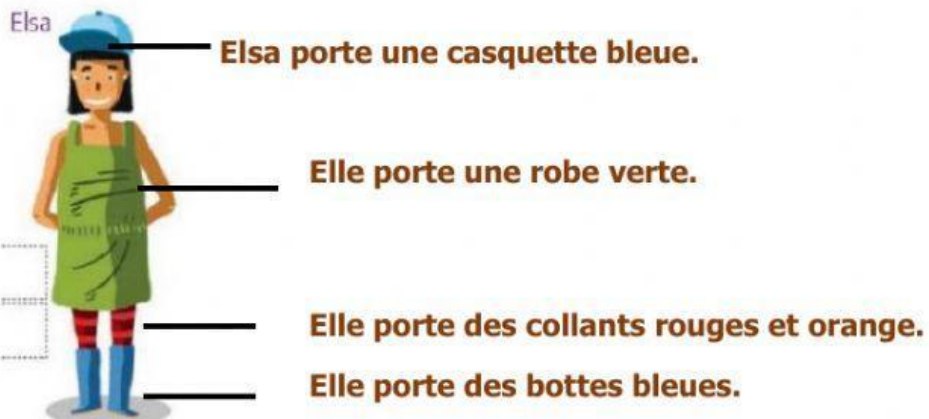 Elsa
Elsa porte une casquette bleue.
Elle porte une robe verte.
Elle porte des collants rouges et orange.
Elle porte des bottes bleues.